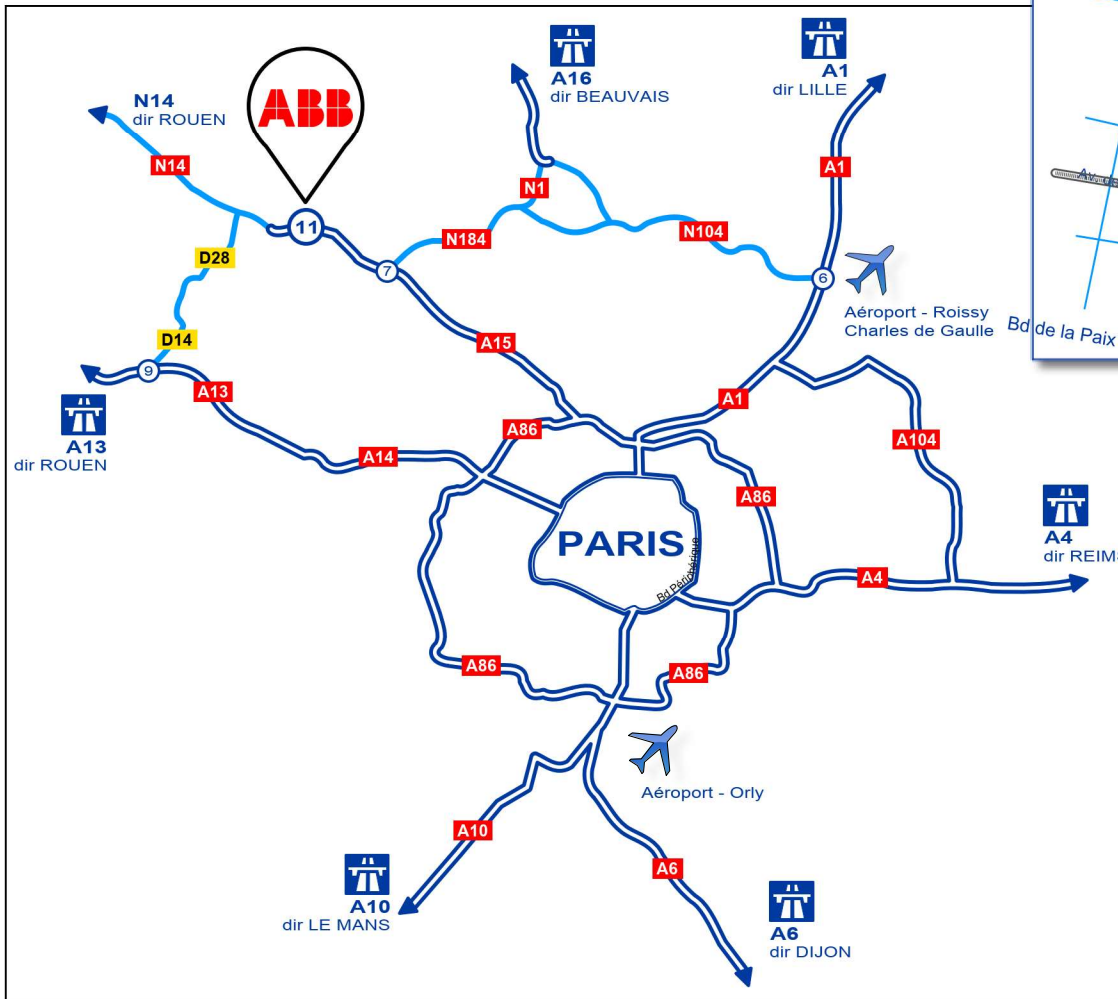 N14
dir ROUEN
ABB
A16
dir BEAUVAIS
A1
dir LILLE
N14
N1
A1
11
N184
N104
D28
7
6
Aéroport - Roissy
Charles de Gaulle
Bd de la Paix
D14
A15
9
A13
A1
A13
dir ROUEN
A86
A14
A104
A86
A4
PARIS
Bd Périphérique
A4
A86
A86
Aéroport - Orly
A10
A6
A10
dir LE MANS
A6
dir DIJON